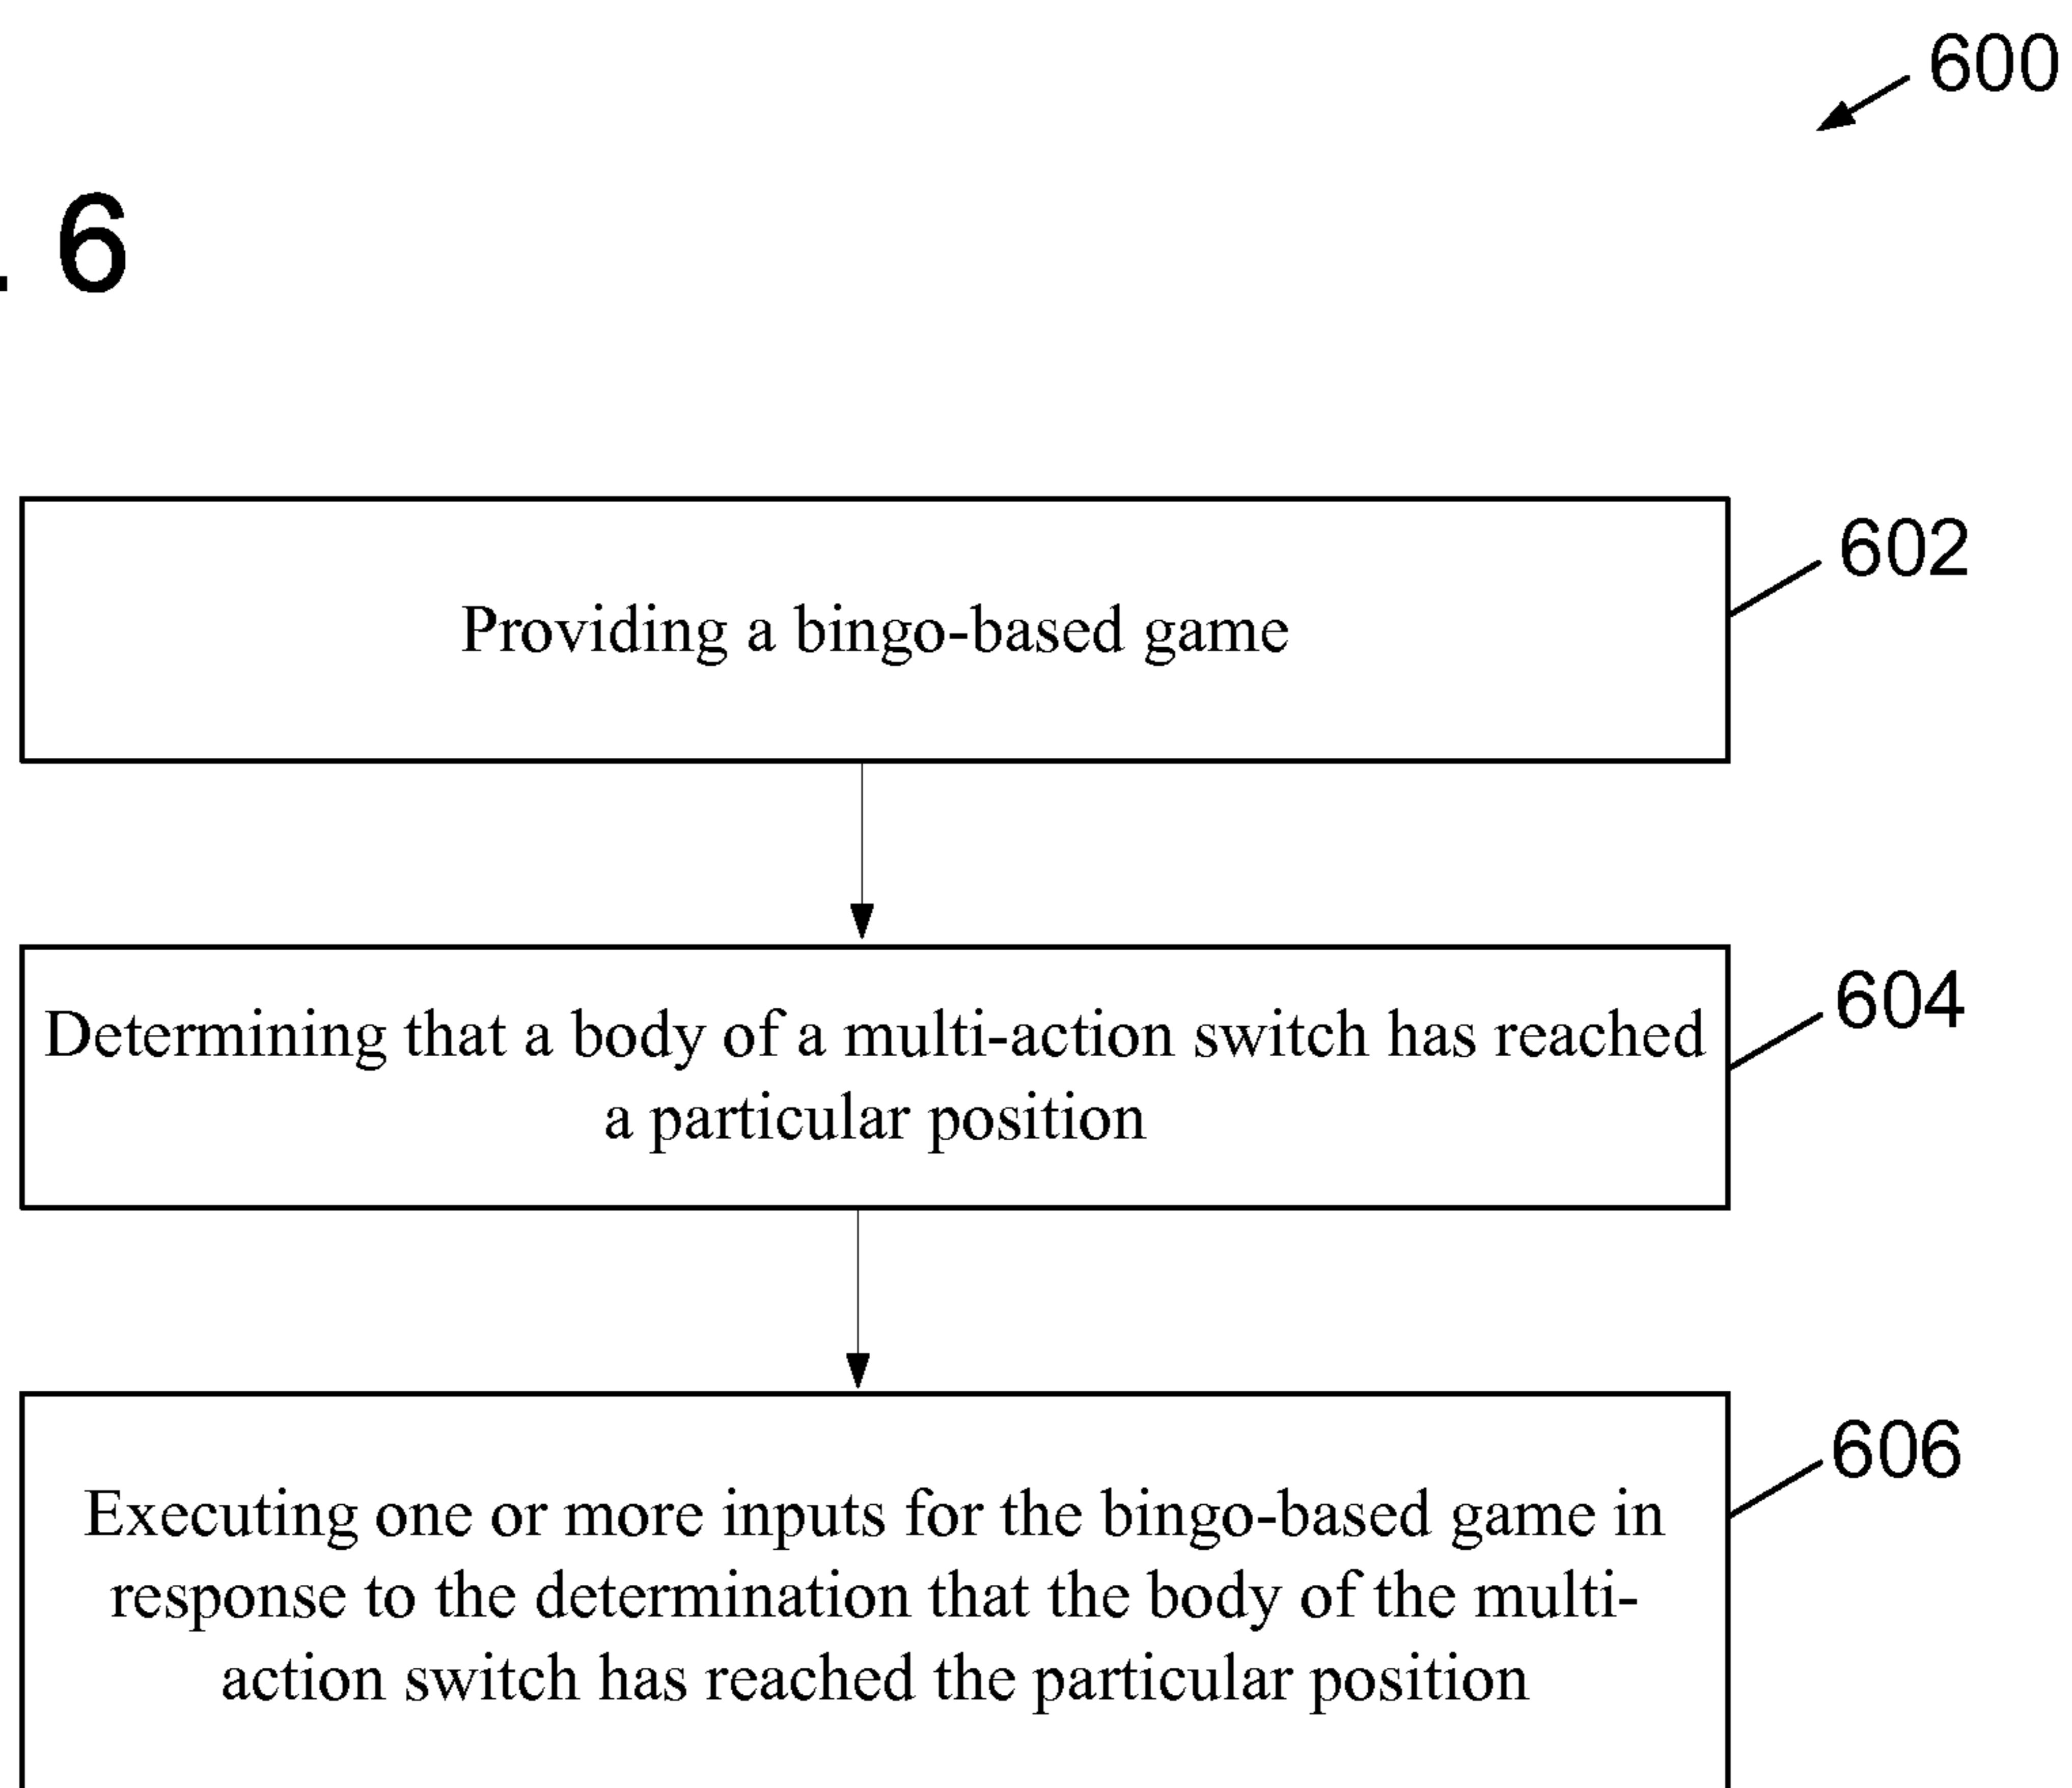 600
. 6
602
Providing a bingo-based game
604
Determining that a body of a multi-action switch has reached
a particular position
606
Executing one or more inputs for the bingo-based game in
response to the determination that the body of the multi-
action switch has reached the particular position